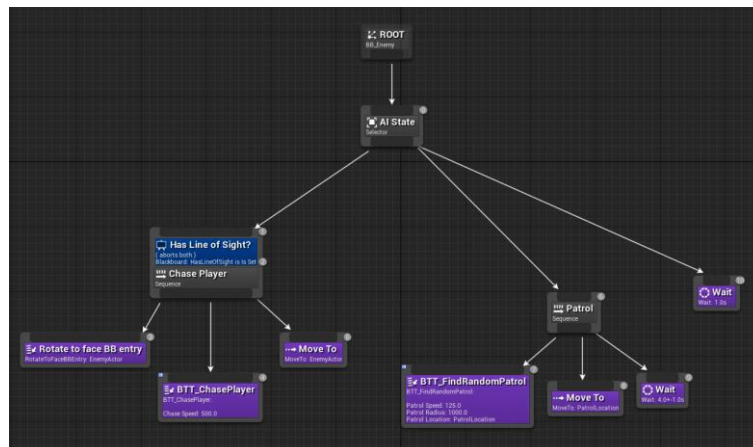 ROOT
BB_Enemy
AI State
Selector
Has Line of Sight?
( aborts both )
Blackboard: HasLineOfSight is Is Set
Chase Player
Sequence
Wait
Wait: 1.0s
Patrol
Sequence
Rotate to face BB entry
RotateToFaceBBEntry: EnemyActor
BTT_ChasePlayer
BTT_ChasePlayer:
Chase Speed: 500.0
Move To
MoveTo: EnemyActor
BTT_FindRandomPatrol
BTT_FindRandomPatrol:
Patrol Speed: 125.0
Patrol Radius: 1000.0
Patrol Location: PatrolLocation
Move To
MoveTo: PatrolLocation
Wait
Wait: 4.0+-1.0s